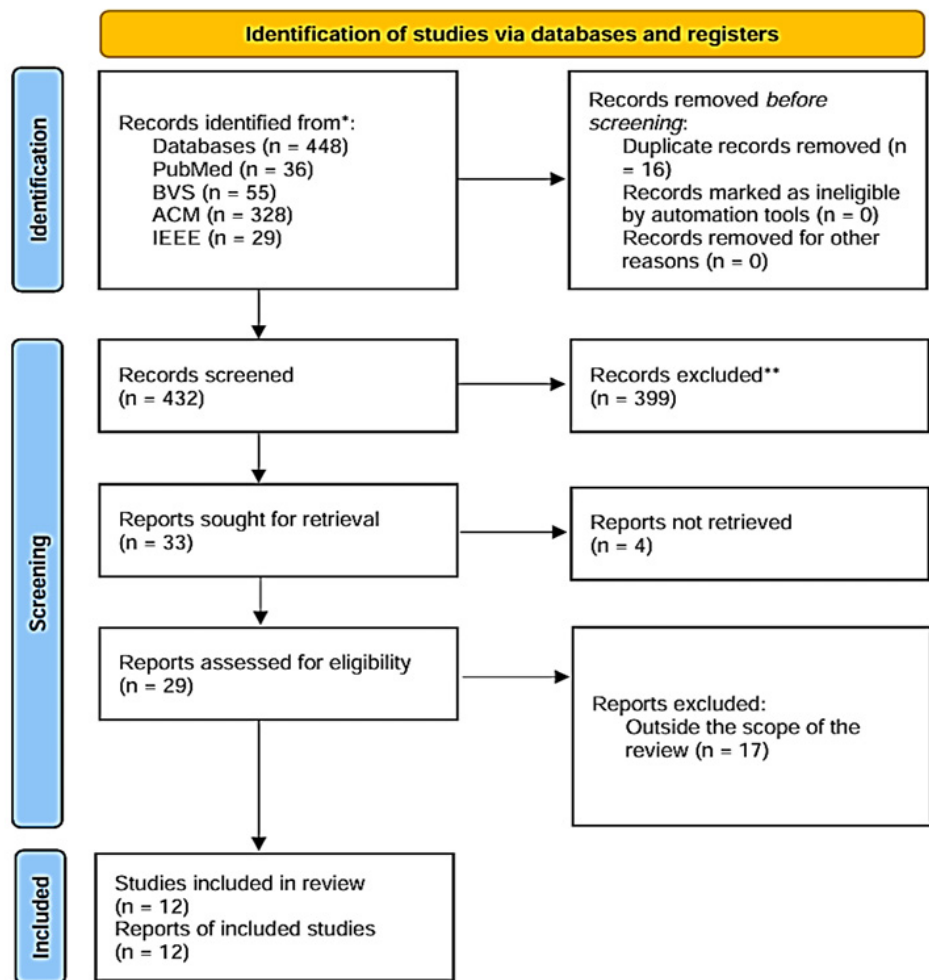 Identification of studies via databases and registers
Identification
Records identified from*:
Databases (n = 448)
PubMed (n = 36)
BVS (n = 55)
ACM (n = 328)
IEEE (n = 29)
Records removed before
screening:
Duplicate records removed (n
= 16)
Records marked as ineligible
by automation tools (n = 0)
Records removed for other
reasons (n = 0)
Screening
Records screened
(n = 432)
Records excluded**
(n = 399)
Reports sought for retrieval
(n = 33)
Reports not retrieved
(n = 4)
Reports assessed for eligibility
(n = 29)
Reports excluded:
Outside the scope of the
review (n = 17)
Included
Studies included in review
(n = 12)
Reports of included studies
(n = 12)